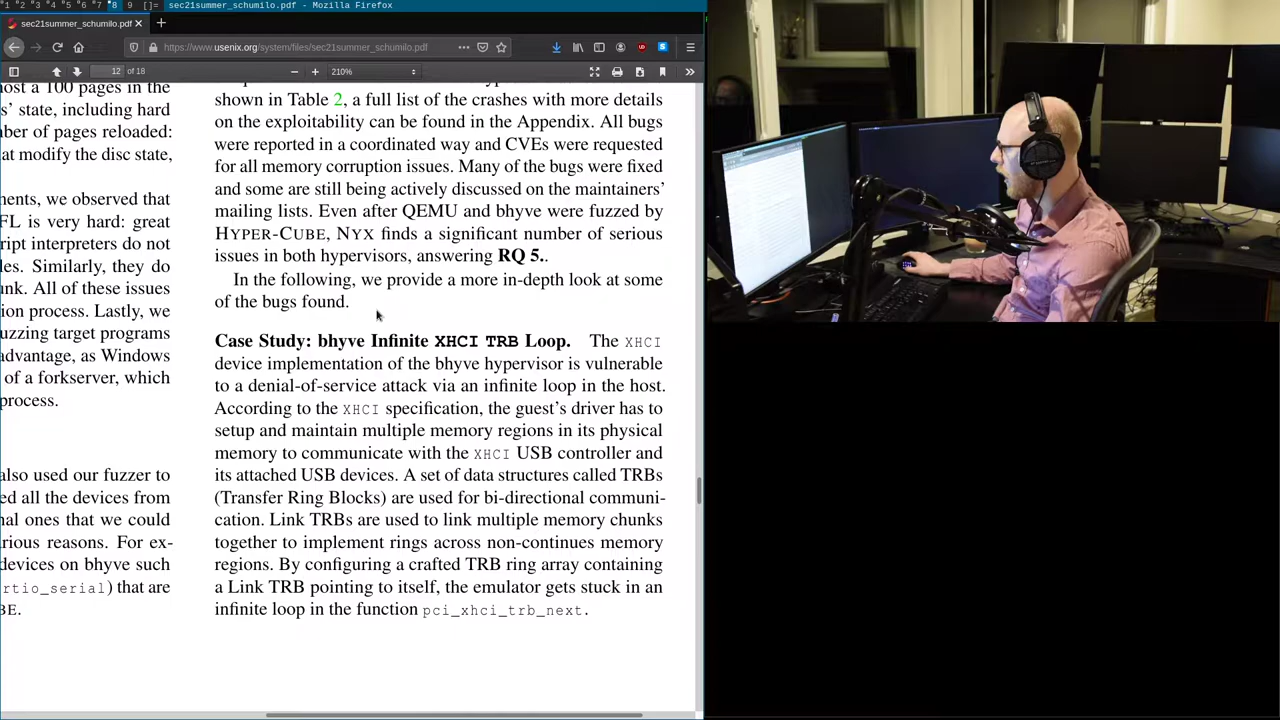 1 2 3 4 5 6 7 8 9 []= sec21summer_schumilo.pdf - Mozilla Firefox
sec21summer_schumilo.pdf
https://www.usenix.org/system/files/sec21summer_schumilo.pdf
12 of 18
210%
ost a 100 pages in the
s' state, including hard
ber of pages reloaded:
at modify the disc state,
nents, we observed that
FL is very hard: great
ript interpreters do not
les. Similarly, they do
unk. All of these issues
ion process. Lastly, we
uzzing target programs
advantage, as Windows
of a forkserver, which
process.
also used our fuzzer to
ed all the devices from
nal ones that we could
arious reasons. For ex-
devices on bhyve such
rtio_serial) that are
BE.
shown in Table 2, a full list of the crashes with more details
on the exploitability can be found in the Appendix. All bugs
were reported in a coordinated way and CVEs were requested
for all memory corruption issues. Many of the bugs were fixed
and some are still being actively discussed on the maintainers'
mailing lists. Even after QEMU and bhyve were fuzzed by
HYPER-CUBE, NYX finds a significant number of serious
issues in both hypervisors, answering RQ 5..
In the following, we provide a more in-depth look at some
of the bugs found.
Case Study: bhyve Infinite XHCI TRB Loop. The XHCI
device implementation of the bhyve hypervisor is vulnerable
to a denial-of-service attack via an infinite loop in the host.
According to the XHCI specification, the guest's driver has to
setup and maintain multiple memory regions in its physical
memory to communicate with the XHCI USB controller and
its attached USB devices. A set of data structures called TRBs
(Transfer Ring Blocks) are used for bi-directional communi-
cation. Link TRBs are used to link multiple memory chunks
together to implement rings across non-continues memory
regions. By configuring a crafted TRB ring array containing
a Link TRB pointing to itself, the emulator gets stuck in an
infinite loop in the function pci_xhci_trb_next.